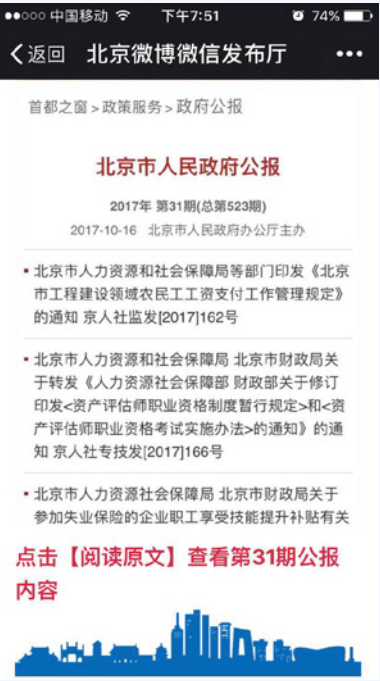 中国移动 下午7:51 74%
返回 北京微博微信发布厅
首都之窗>政策服务>政府公报
北京市人民政府公报
2017年 第31期(总第523期)
2017-10-16 北京市人民政府办公厅主办
北京市人力资源和社会保障局等部门印发《北京
市工程建设领域农民工工资支付工作管理规定》
的通知 京人社监发[2017]162号
北京市人力资源和社会保障局 北京市财政局关
于转发《人力资源社会保障部 财政部关于修订
印发<资产评估师职业资格制度暂行规定>和<资
产评估师职业资格考试实施办法>的通知》的通
知 京人社专技发[2017]166号
北京市人力资源社会保障局 北京市财政局关于
参加失业保险的企业职工享受技能提升补贴有关
点击【阅读原文】查看第31期公报
内容